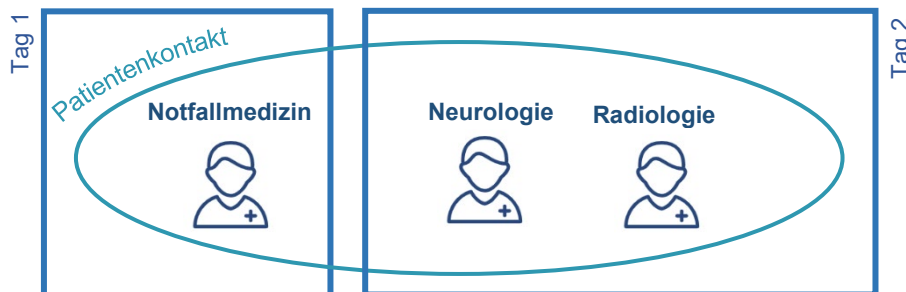 Tag 1
Patientenkontakt
Notfallmedizin
Neurologie
Radiologie
Tag 2